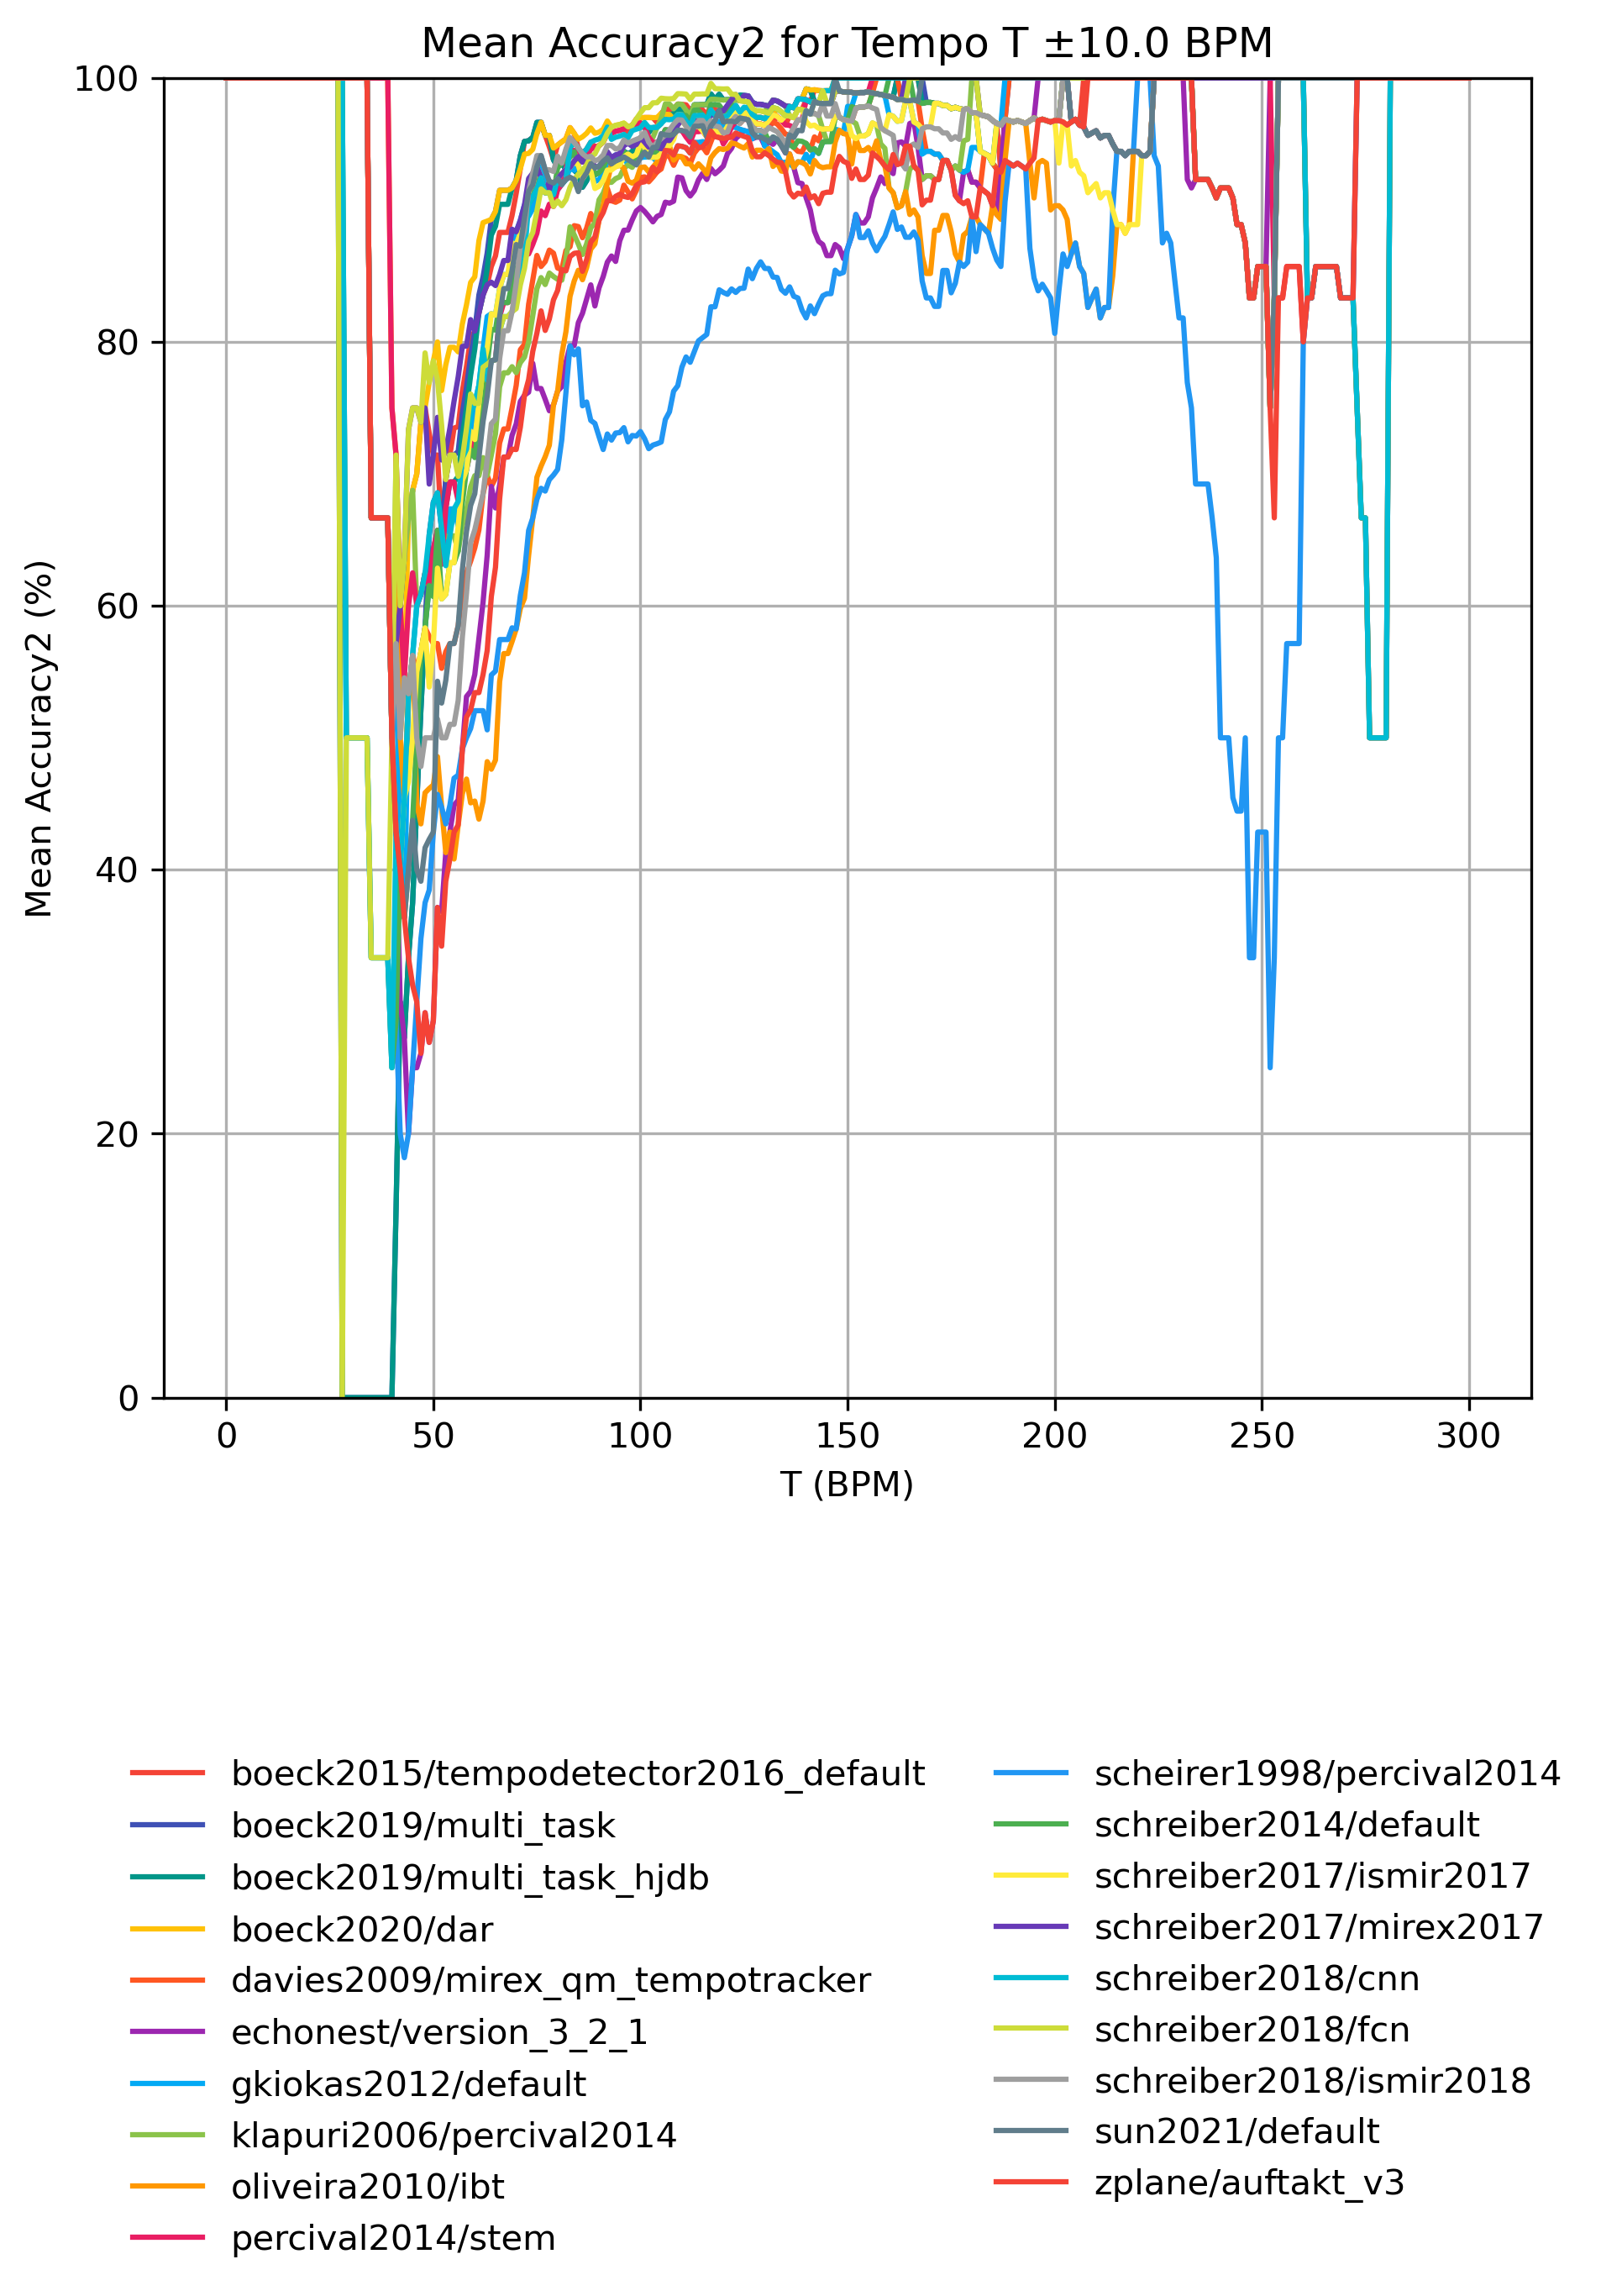 Mean Accuracy2 for Tempo T ±10.0 BPM
100
80
60
40
20
0
Mean Accuracy2 (%)
0 50 100 150 200 250 300
T (BPM)
boeck2015/tempodetector2016_default
boeck2019/multi_task
boeck2019/multi_task_hjdb
boeck2020/dar
davies2009/mirex_qm_tempotracker
echonest/version_3_2_1
gkiokas2012/default
klapuri2006/percival2014
oliveira2010/ibt
percival2014/stem
scheirer1998/percival2014
schreiber2014/default
schreiber2017/ismir2017
schreiber2017/mirex2017
schreiber2018/cnn
schreiber2018/fcn
schreiber2018/ismir2018
sun2021/default
zplane/auftakt_v3